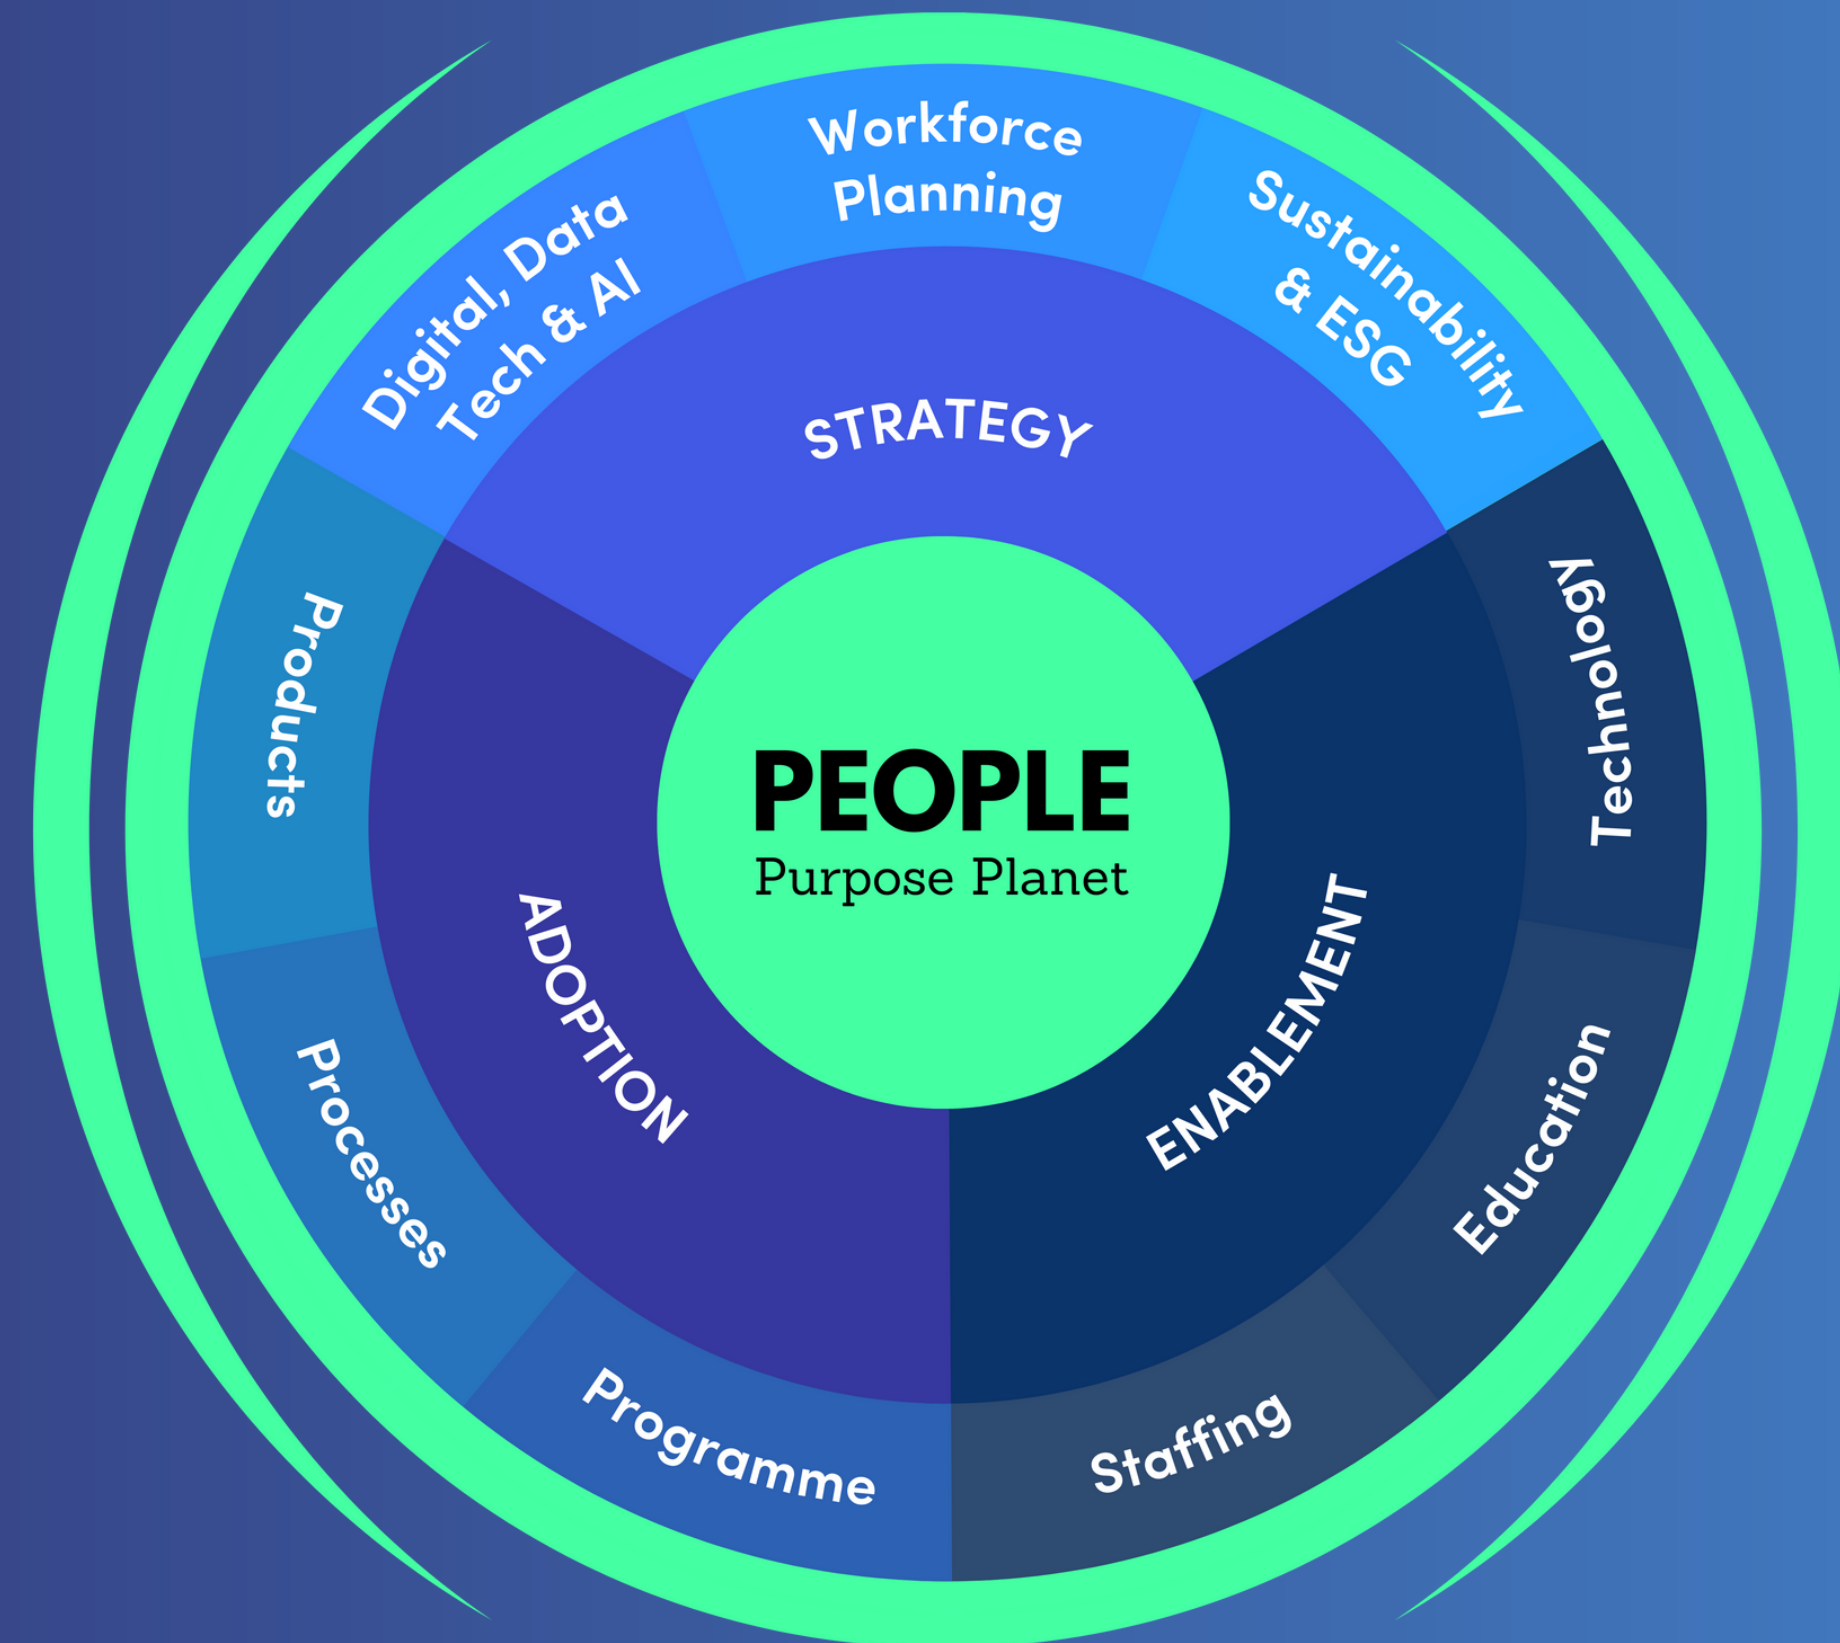 Workforce
Planning
Sustainability
& ESG
Technology
Education
Staffing
Programme
Processes
Products
Digital, Data
Tech & AI
STRATEGY
ENABLEMENT
ADOPTION
PEOPLE
Purpose Planet